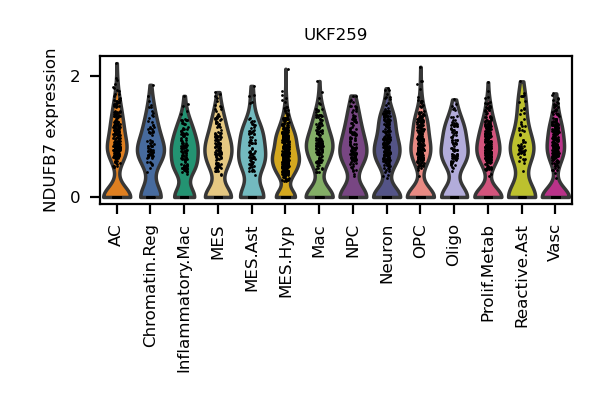 UKF259
NDUFB7 expression
2
0
AC
Chromatin.Reg
Inflammatory.Mac
MES
MES.Ast
MES.Hyp
Mac
NPC
Neuron
OPC
Oligo
Prolif.Metab
Reactive.Ast
Vasc